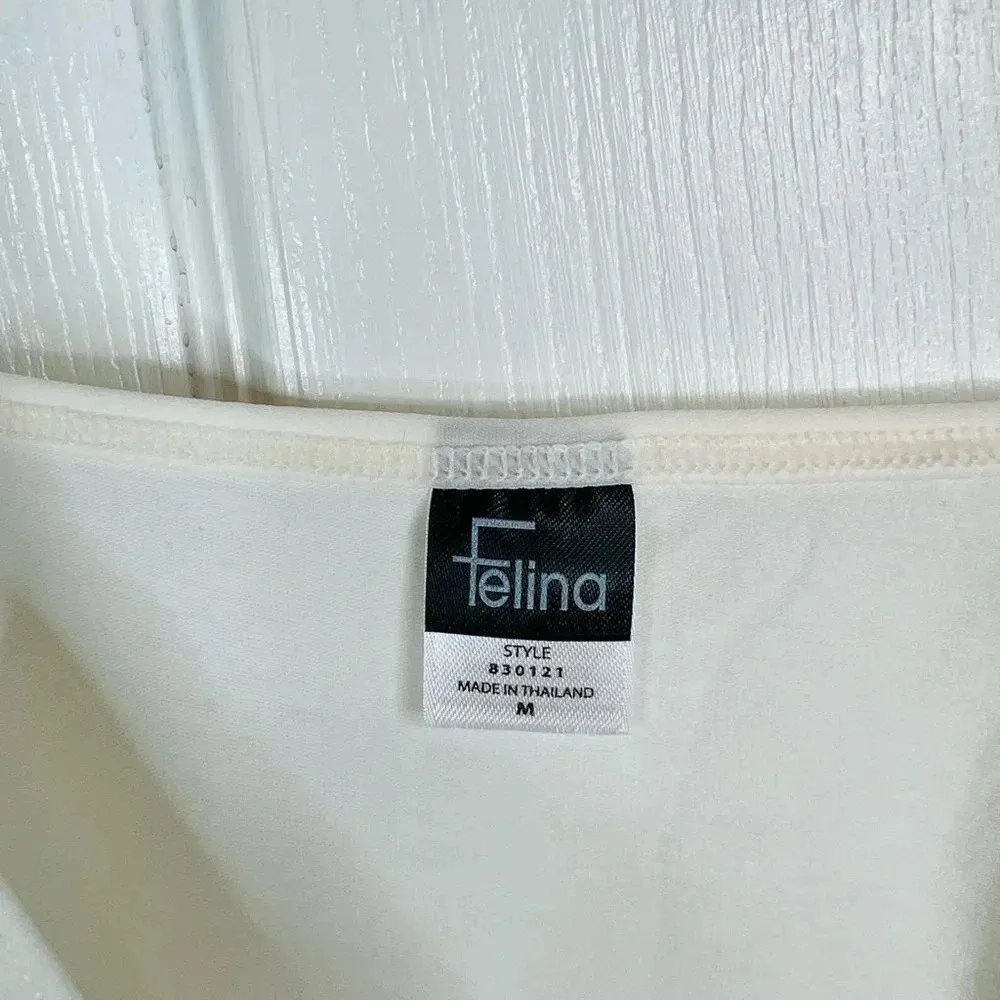 Felina
STYLE
830121
MADE IN THAILAND
M